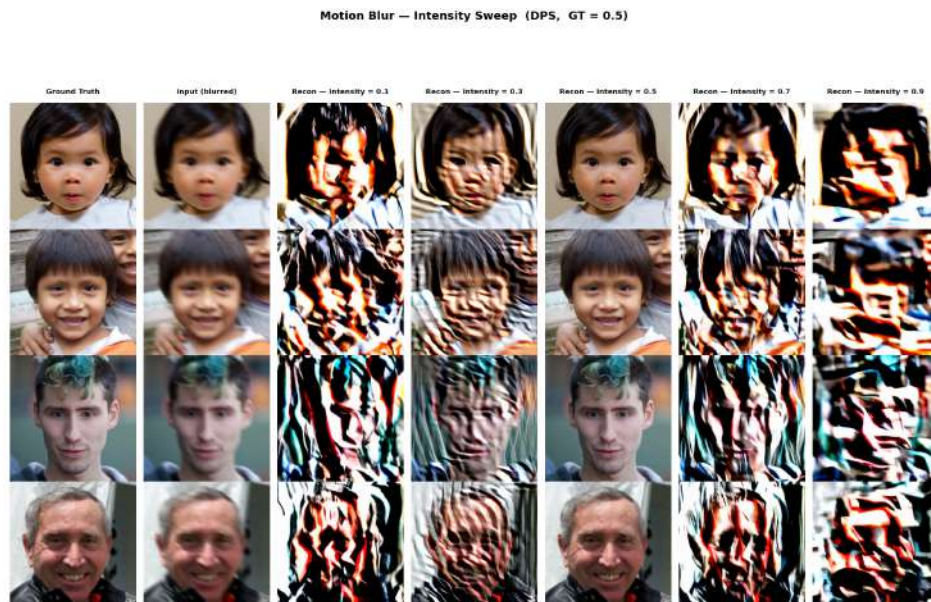 Motion Blur — Intensity Sweep (DPS, GT = 0.5)
Ground Truth
Input (blurred)
Recon — Intensity = 0.1
Recon — Intensity = 0.3
Recon — Intensity = 0.5
Recon — Intensity = 0.7
Recon — Intensity = 0.9